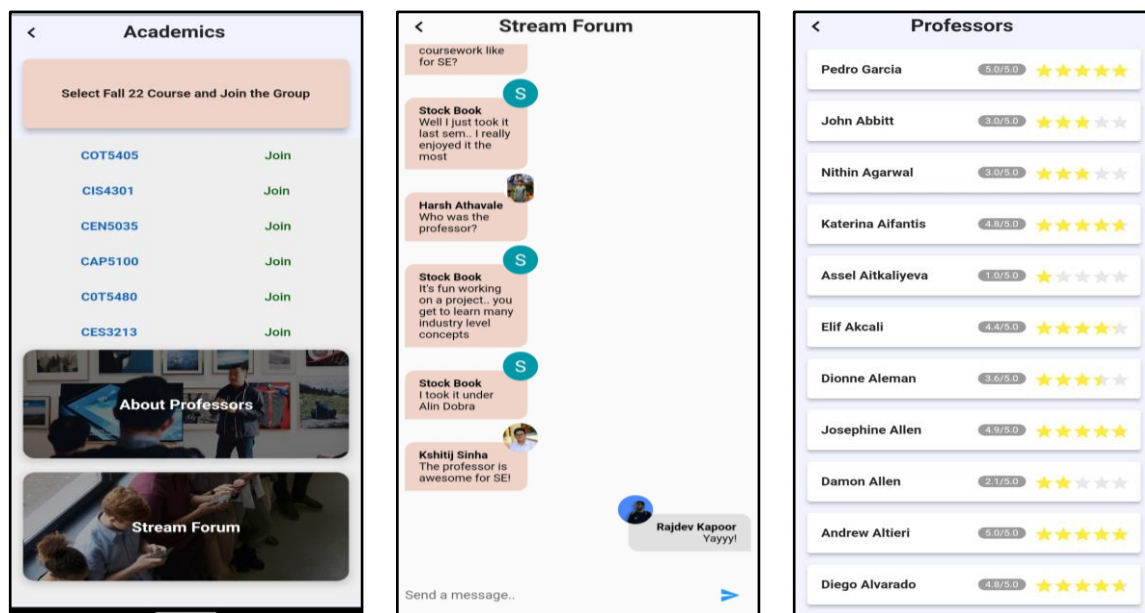 Academics
Select Fall 22 Course and Join the Group
COT5405 Join
CIS4301 Join
CEN5035 Join
CAP5100 Join
C0T5480 Join
CES3213 Join
About Professors
Stream Forum
Stream Forum
coursework like
for SE?
S
Stock Book
Well I just took it
last sem.. I really
enjoyed it the
most
Harsh Athavale
Who was the
professor?
S
Stock Book
It's fun working
on a project.. you
get to learn many
industry level
concepts
S
Stock Book
I took it under
Alin Dobra
Kshitij Sinha
The professor is
awesome for SE!
Rajdev Kapoor
Yayyy!
Send a message..
Professors
Pedro Garcia 5.0/5.0
John Abbitt 3.0/5.0
Nithin Agarwal 3.0/5.0
Katerina Aifantis 4.8/5.0
Assel Aitkaliyeva 1.0/5.0
Elif Akcali 4.4/5.0
Dionne Aleman 3.6/5.0
Josephine Allen 4.9/5.0
Damon Allen 2.1/5.0
Andrew Altieri 5.0/5.0
Diego Alvarado 4.8/5.0